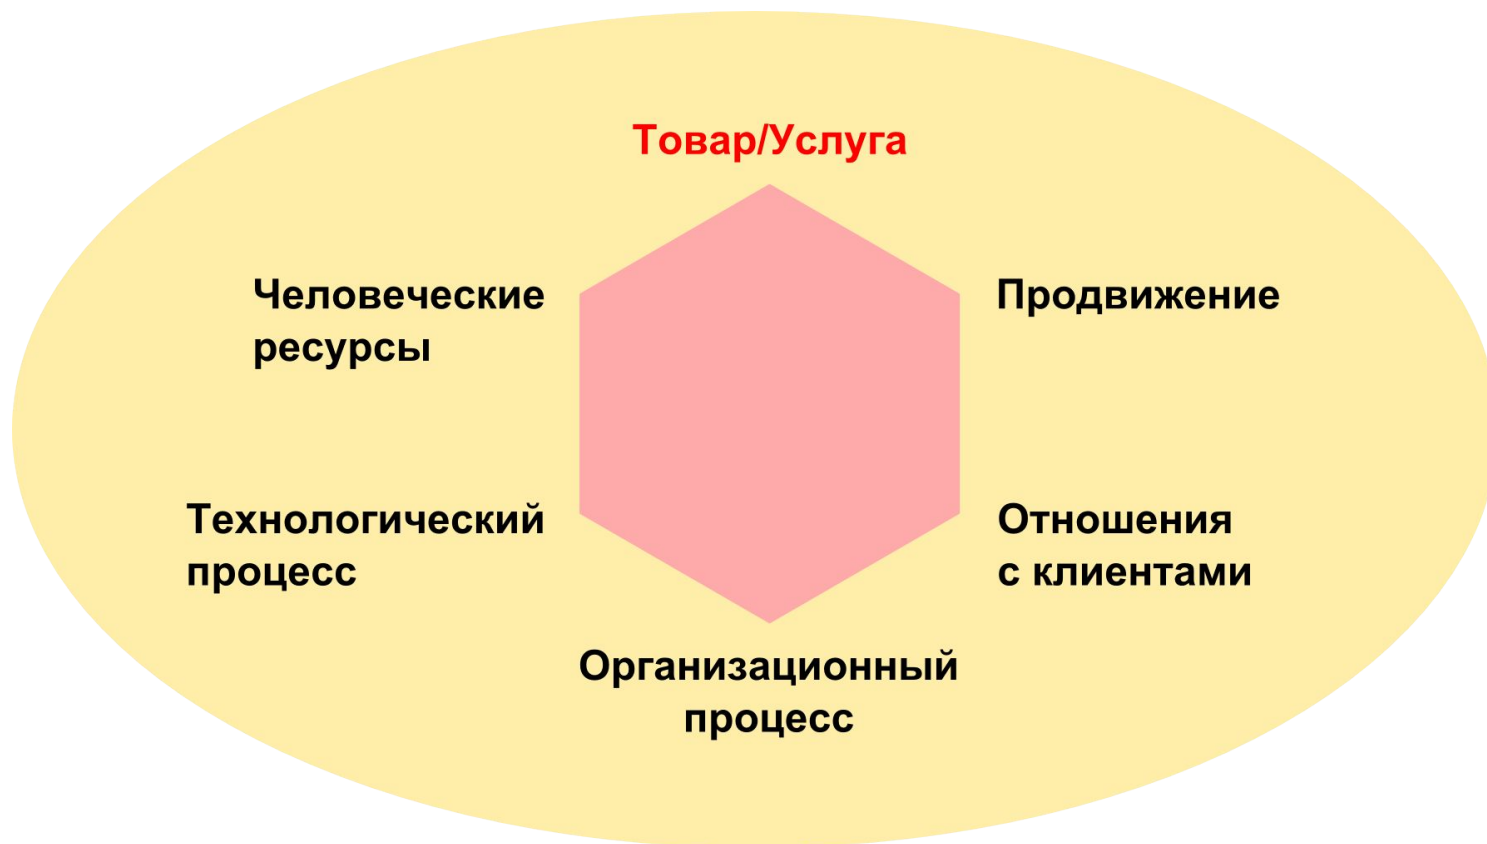 Товар/Услуга
Человеческие
ресурсы
Продвижение
Технологический
процесс
Отношения
с клиентами
Организационный
процесс